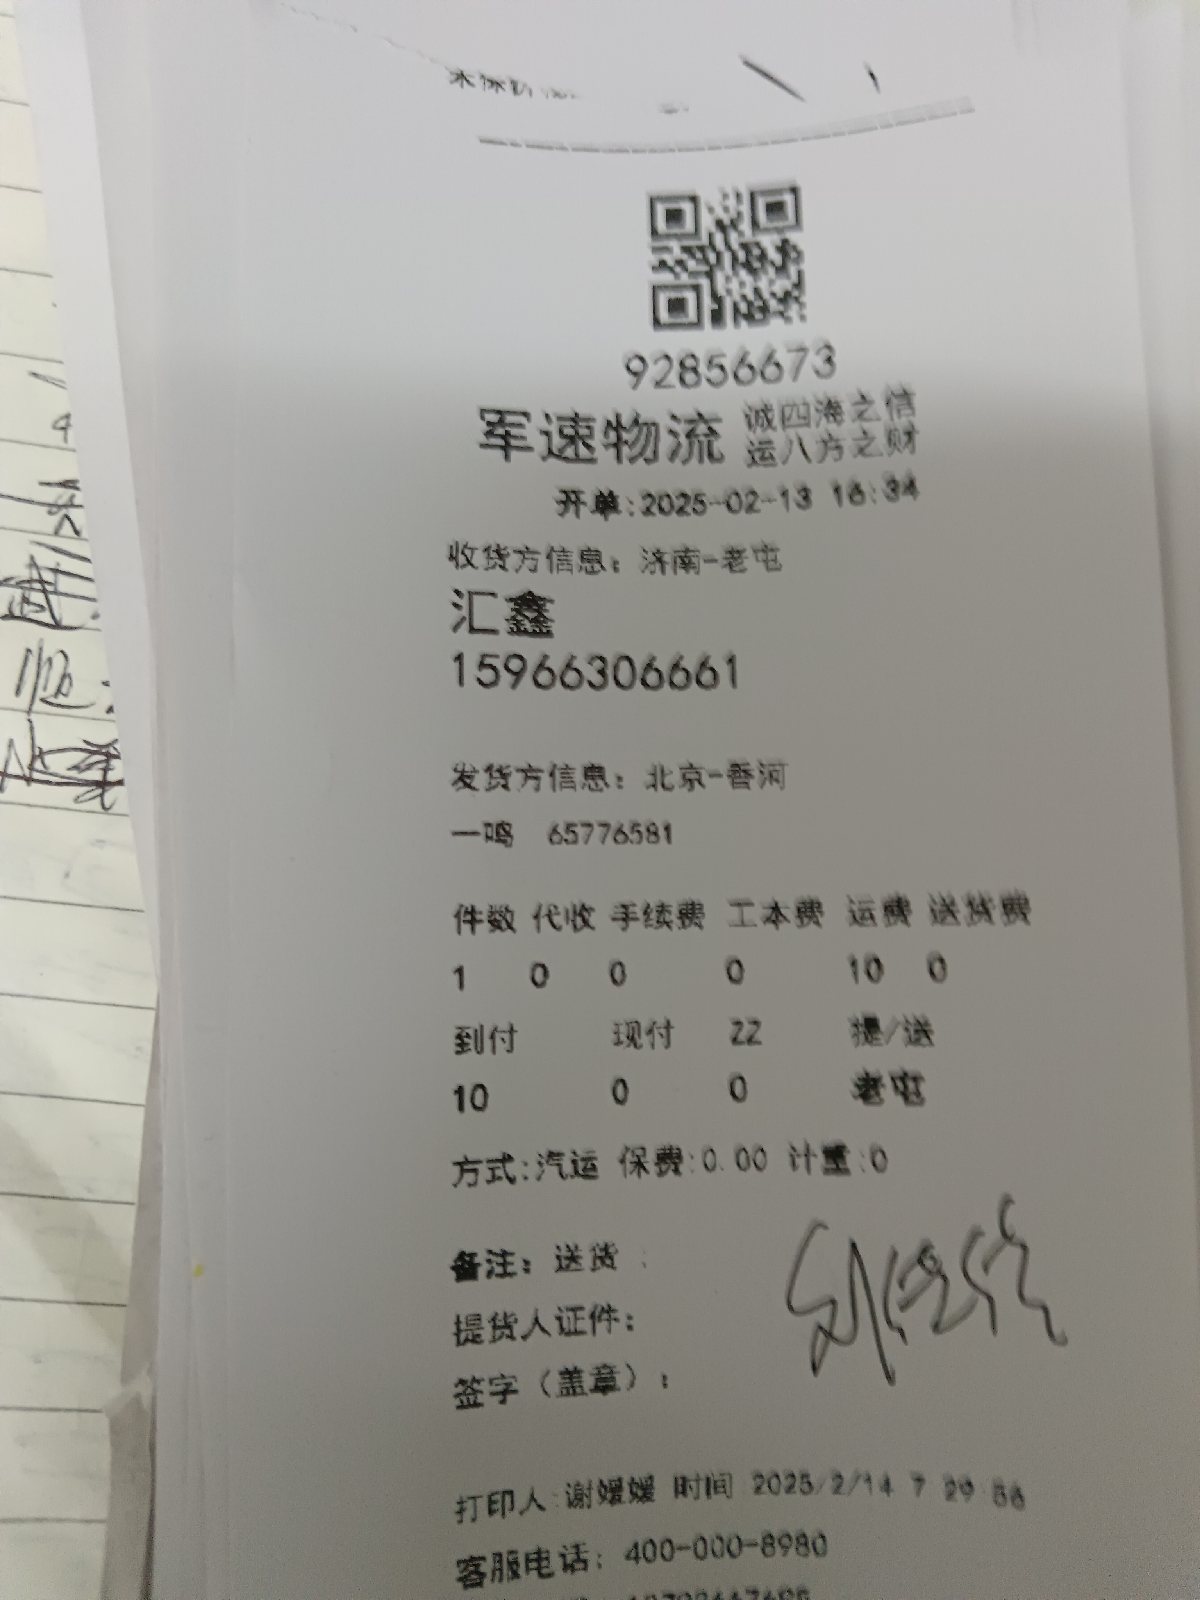 92856673
军速物流 诚四海之信
运八方之财
开单:2025-02-13 16:34
收货方信息：济南-老屯
汇鑫
15966306661
发货方信息：北京-香河
一鸣 65776581
件数 代收 手续费 工本费 运费 送货费
1 0 0 0 10 0
到付 现付 ZZ 提/送
10 0 0 老屯
方式:汽运 保费:0.00 计重:0
备注：送货 :
提货人证件：
签字（盖章）：
打印人:谢媛媛 时间 2025/2/14 7 29:56
客服电话：400-000-8980